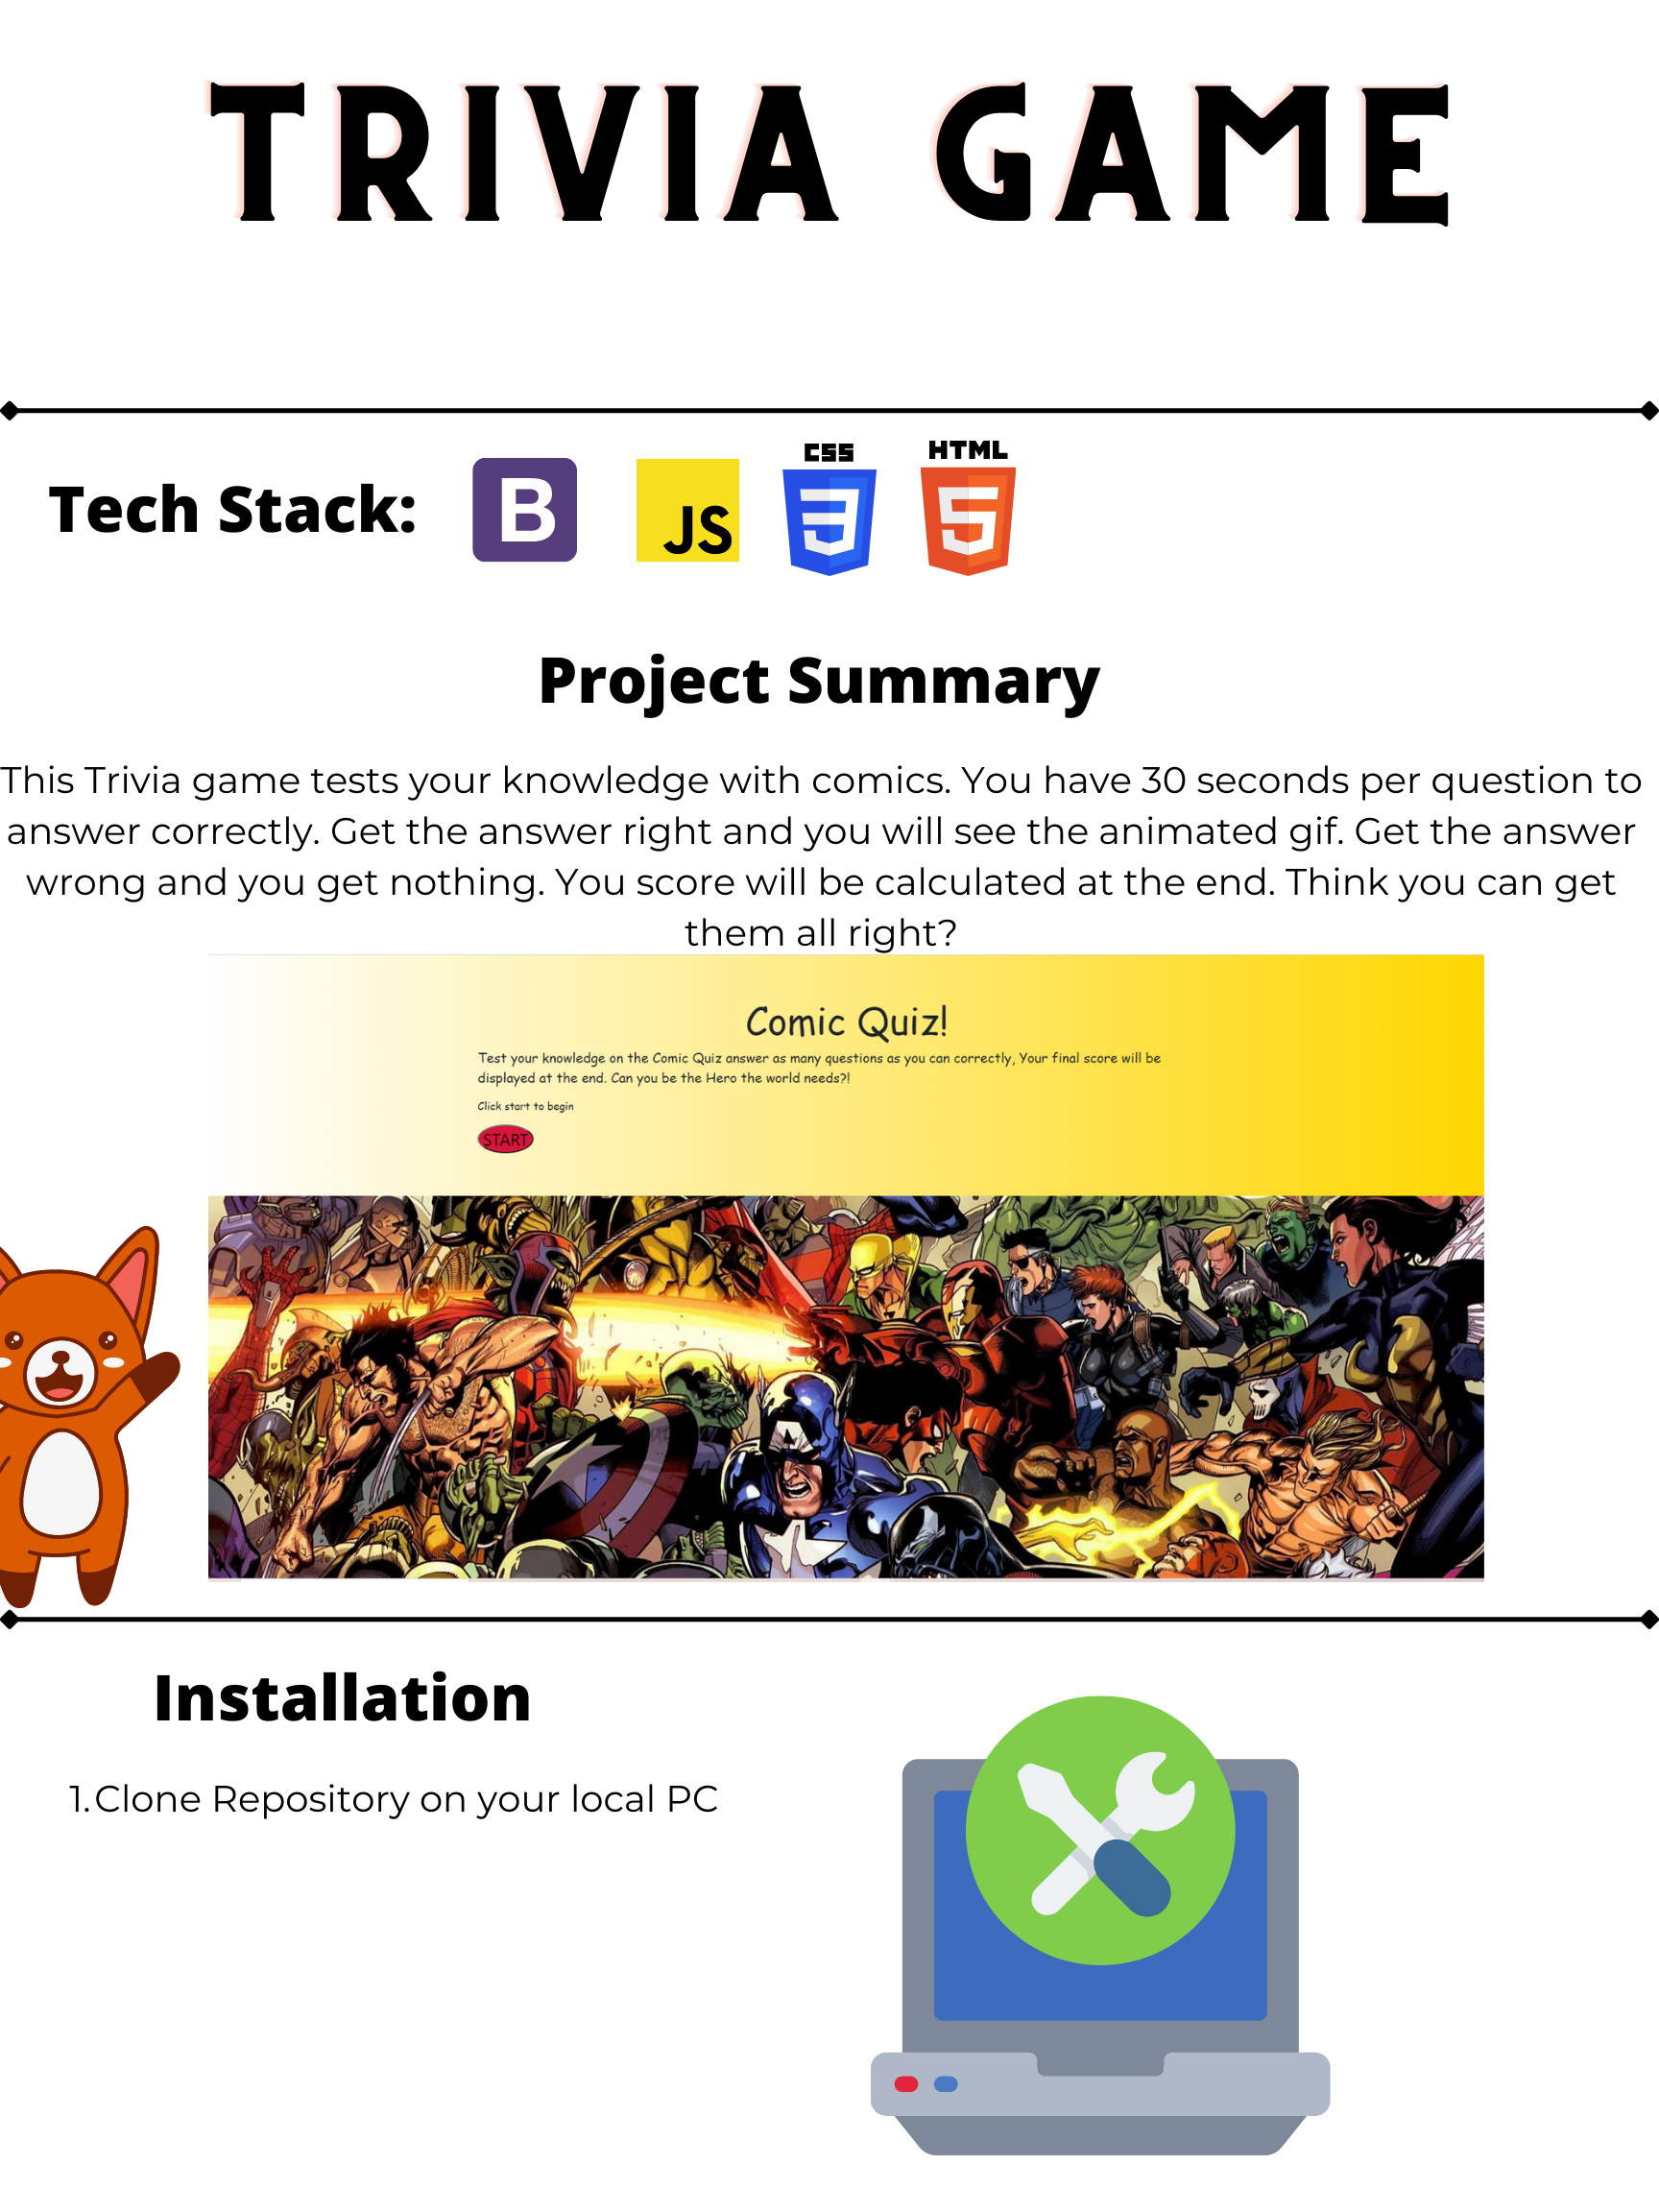 TRIVIA GAME
Tech Stack:
B
JS
CSS
3
HTML
5
Project Summary
This Trivia game tests your knowledge with comics. You have 30 seconds per question to
answer correctly. Get the answer right and you will see the animated gif. Get the answer
wrong and you get nothing. You score will be calculated at the end. Think you can get
them all right?
Comic Quiz!
Test your knowledge on the Comic Quiz answer as many questions as you can correctly, Your final score will be
displayed at the end. Can you be the Hero the world needs?!
Click start to begin
START
Installation
1. Clone Repository on your local PC